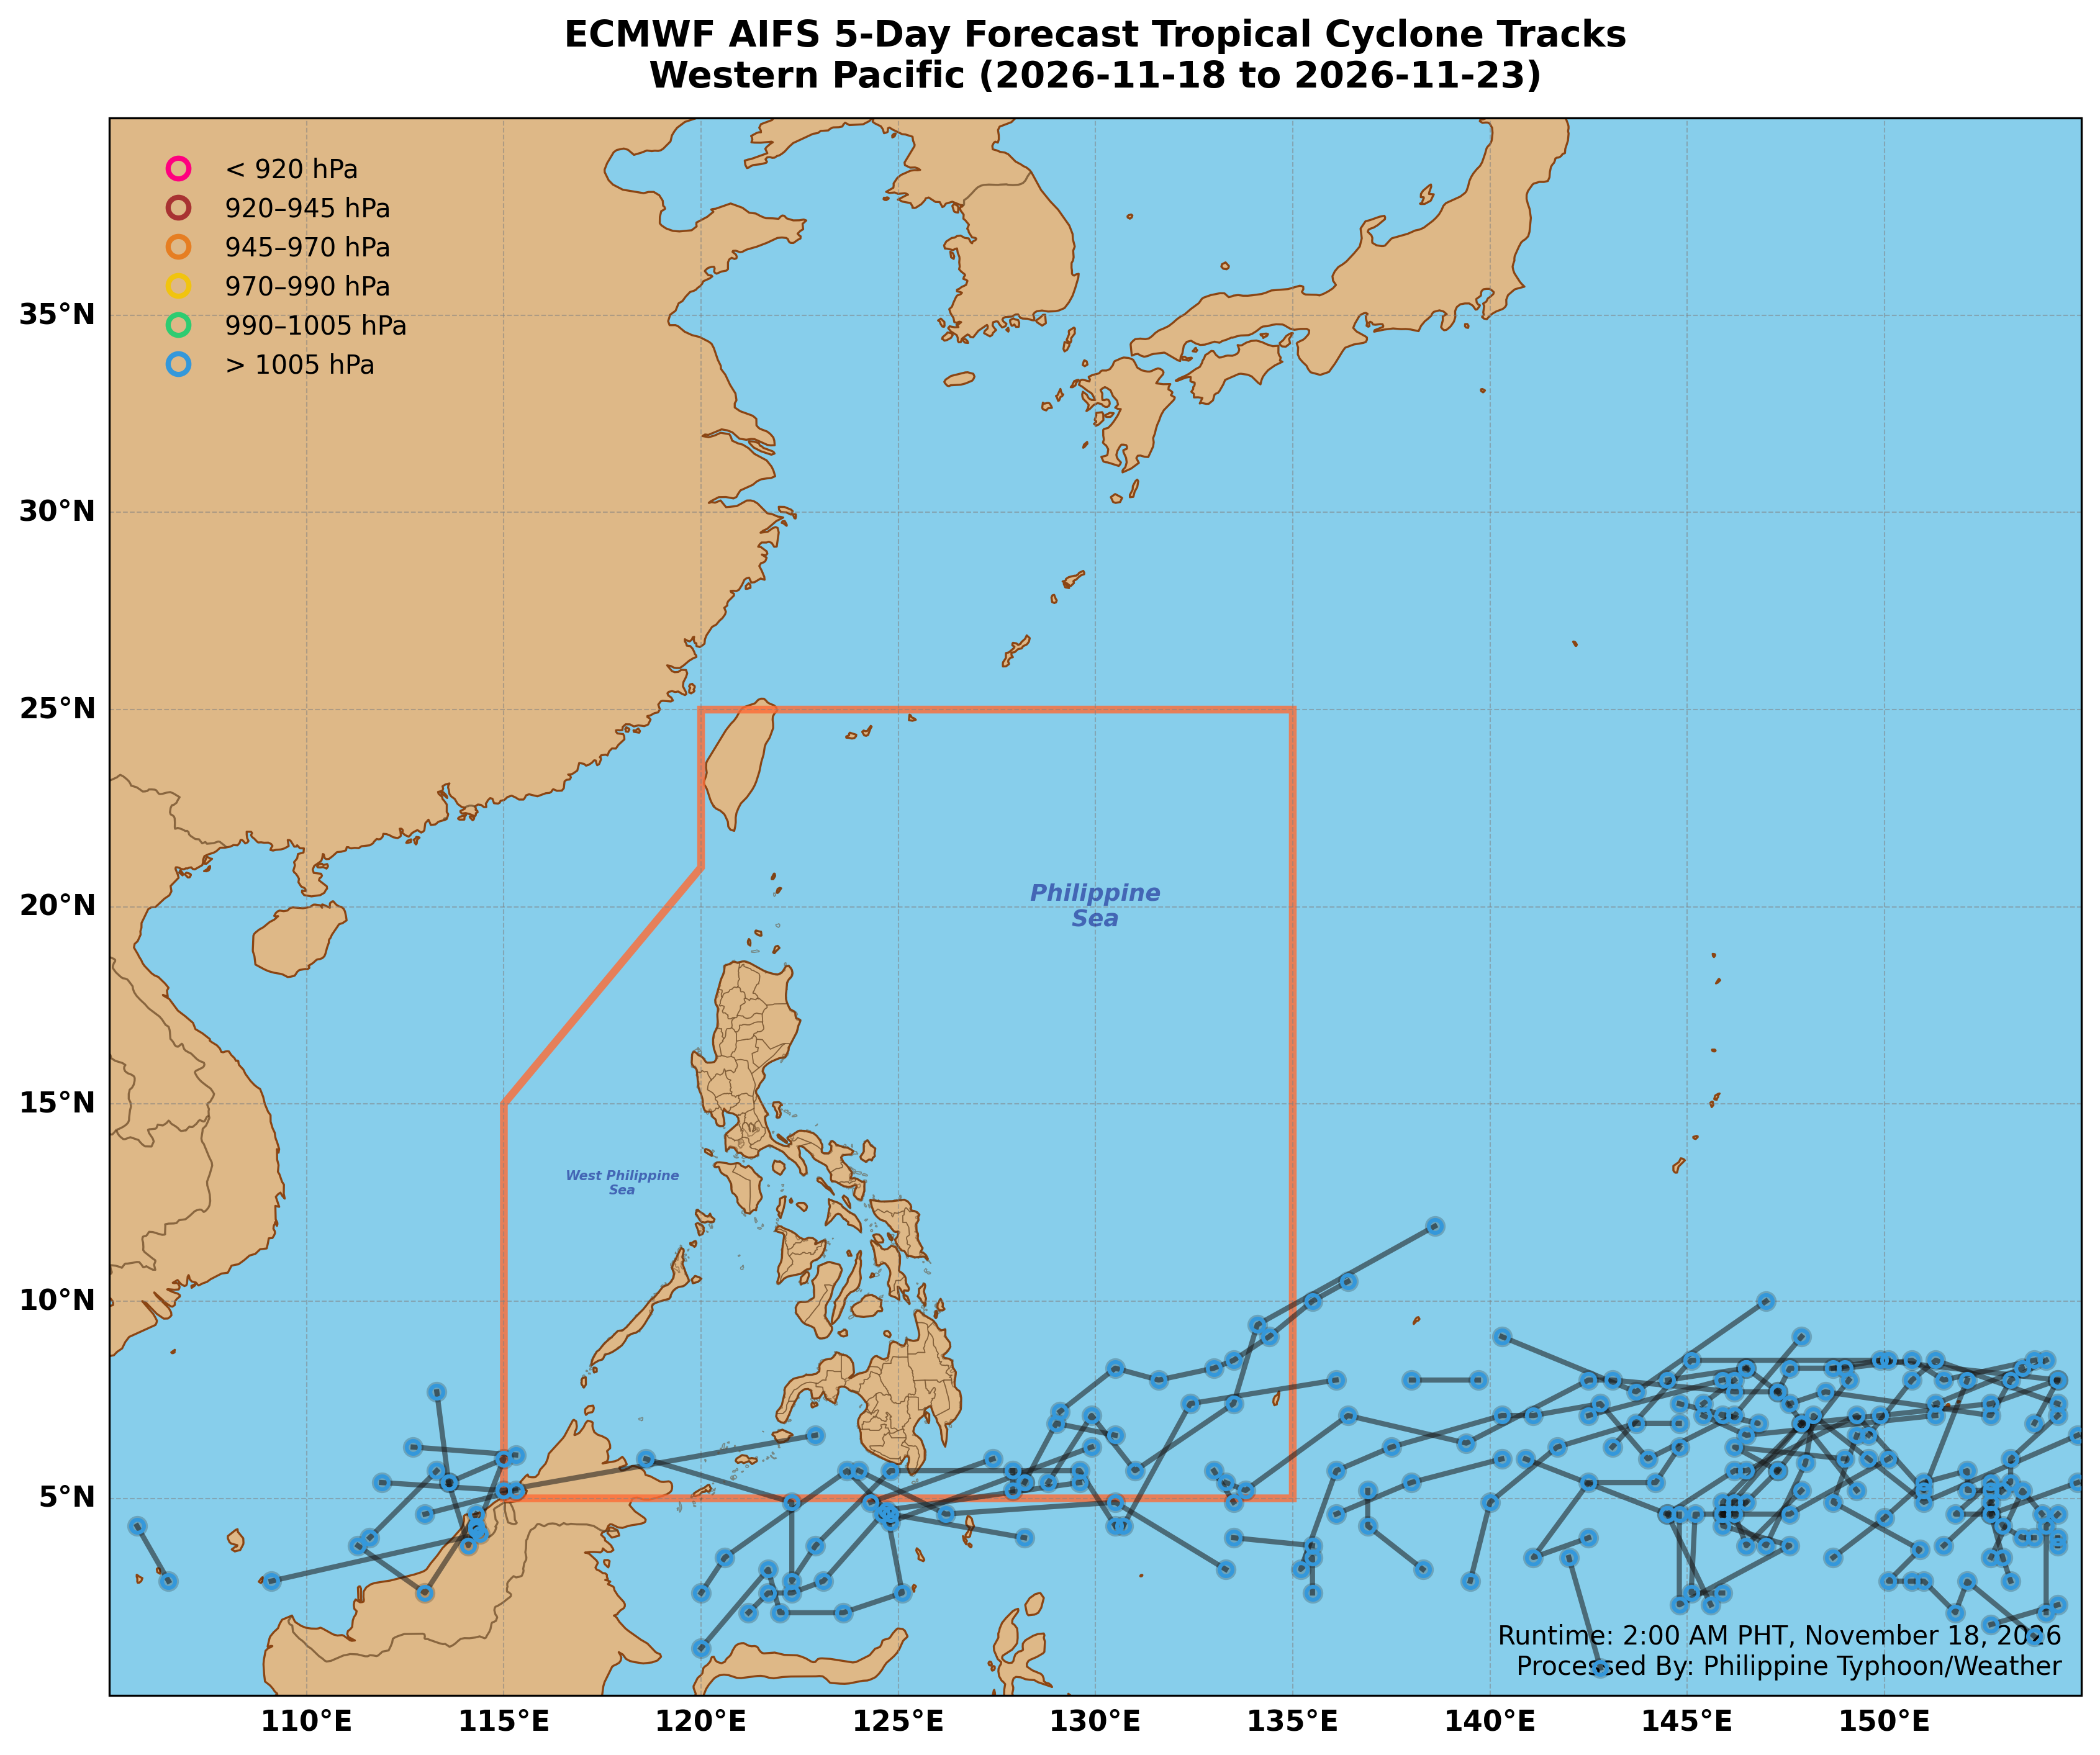 ECMWF AIFS 5-Day Forecast Tropical Cyclone Tracks
Western Pacific (2026-11-18 to 2026-11-23)
< 920 hPa
920–945 hPa
945–970 hPa
970–990 hPa
990–1005 hPa
> 1005 hPa
35°N
30°N
25°N
20°N
15°N
10°N
5°N
Philippine
Sea
West Philippine
Sea
Runtime: 2:00 AM PHT, November 18, 2026
Processed By: Philippine Typhoon/Weather
110°E
115°E
120°E
125°E
130°E
135°E
140°E
145°E
150°E